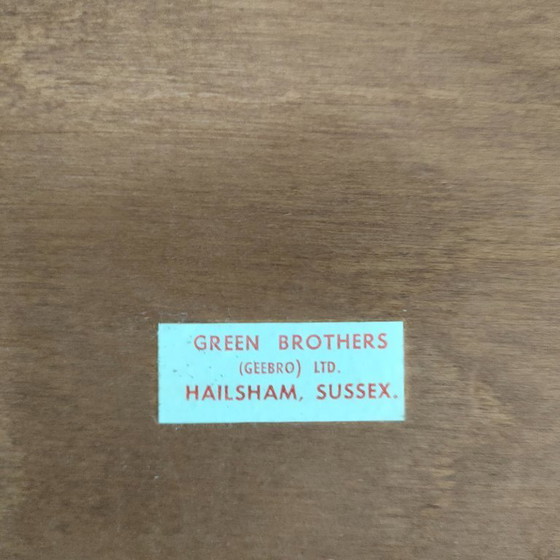 GREEN BROTHERS
(GEEBRO) LTD.
HAILSHAM, SUSSEX.